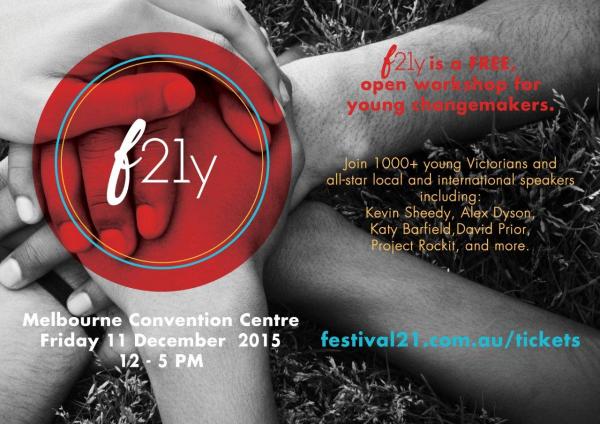 f21y
Melbourne Convention Centre
Friday 11 December 2015
12 - 5 PM
f21y is a FREE,
open workshop for
young changemakers.
Join 1000+ young Victorians and
all-star local and international speakers
including:
Kevin Sheedy, Alex Dyson,
Katy Barfield,David Prior,
Project Rockit, and more.
festival21.com.au/tickets